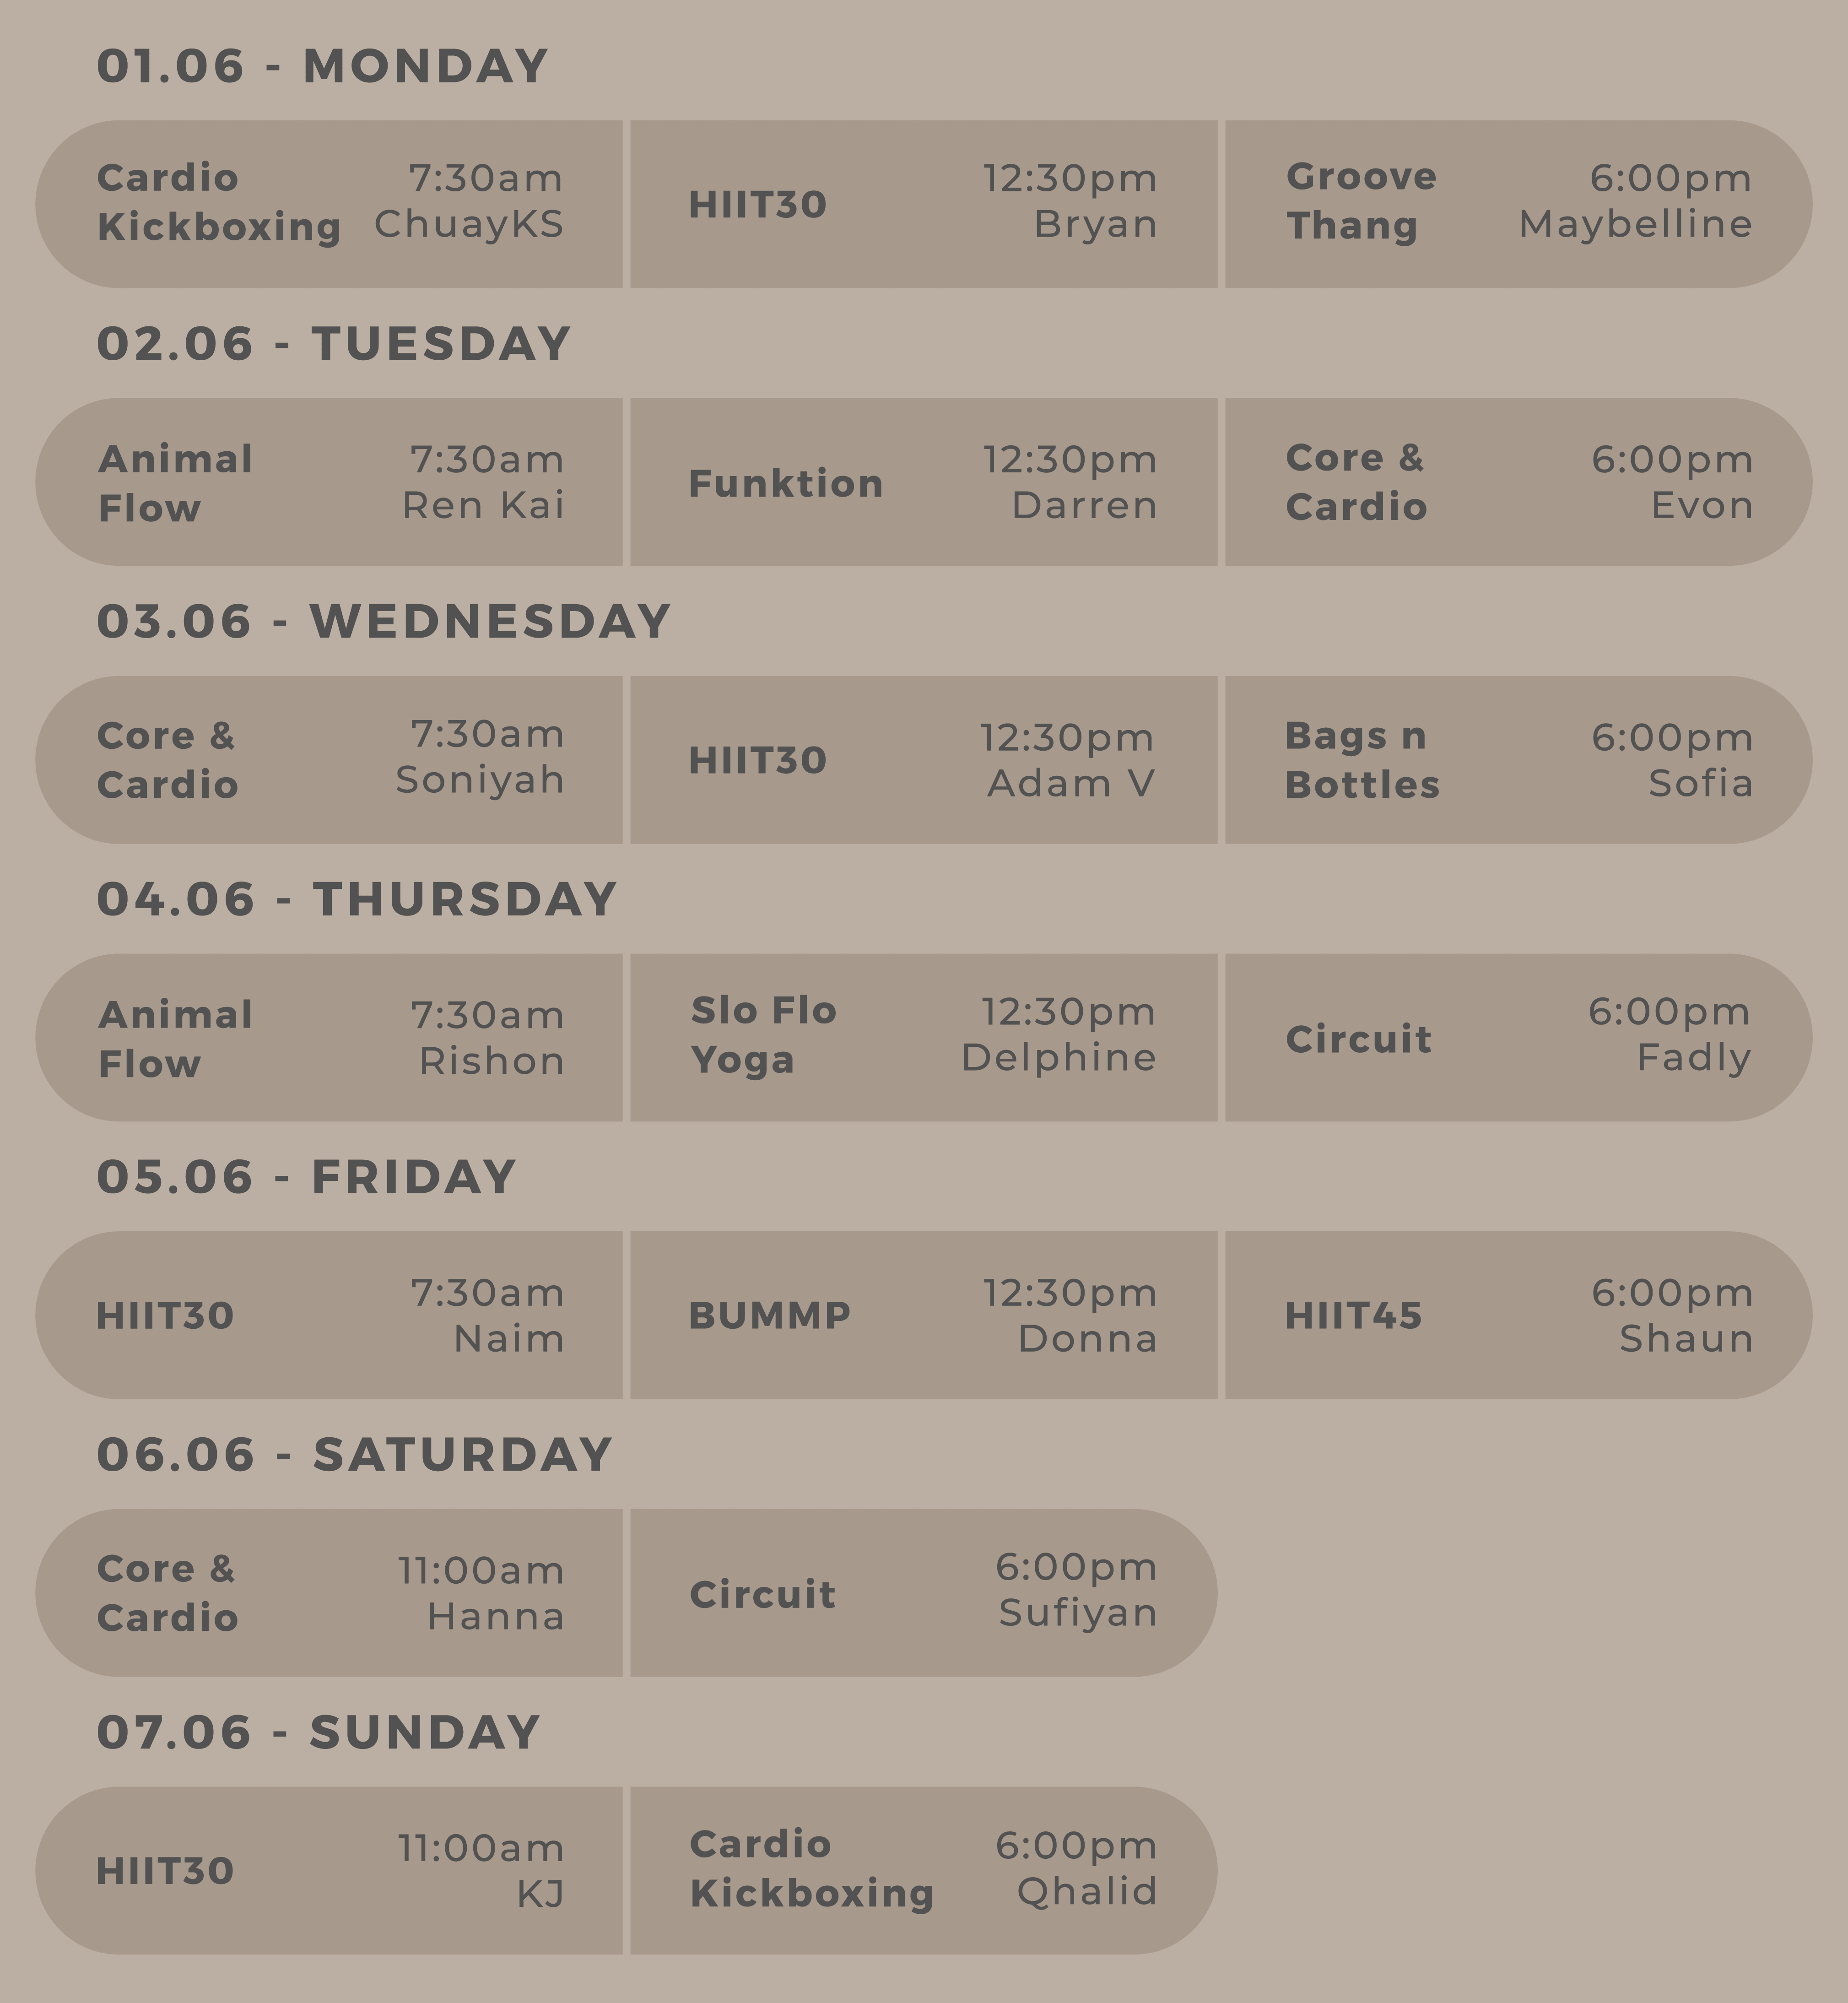 01.06 - MONDAY
Cardio
Kickboxing
7:30am
ChuayKS
HIIT30
12:30pm
Bryan
Groove
Thang
6:00pm
Maybelline
02.06 - TUESDAY
Animal
Flow
7:30am
Ren Kai
Funktion
12:30pm
Darren
Core &
Cardio
6:00pm
Evon
03.06 - WEDNESDAY
Core &
Cardio
7:30am
Soniyah
HIIT30
12:30pm
Adam V
Bags n
Bottles
6:00pm
Sofia
04.06 - THURSDAY
Animal
Flow
7:30am
Rishon
Slo Flo
Yoga
12:30pm
Delphine
Circuit
6:00pm
Fadly
05.06 - FRIDAY
HIIT30
7:30am
Naim
BUMMP
12:30pm
Donna
HIIT45
6:00pm
Shaun
06.06 - SATURDAY
Core &
Cardio
11:00am
Hanna
Circuit
6:00pm
Sufiyan
07.06 - SUNDAY
HIIT30
11:00am
KJ
Cardio
Kickboxing
6:00pm
Qhalid